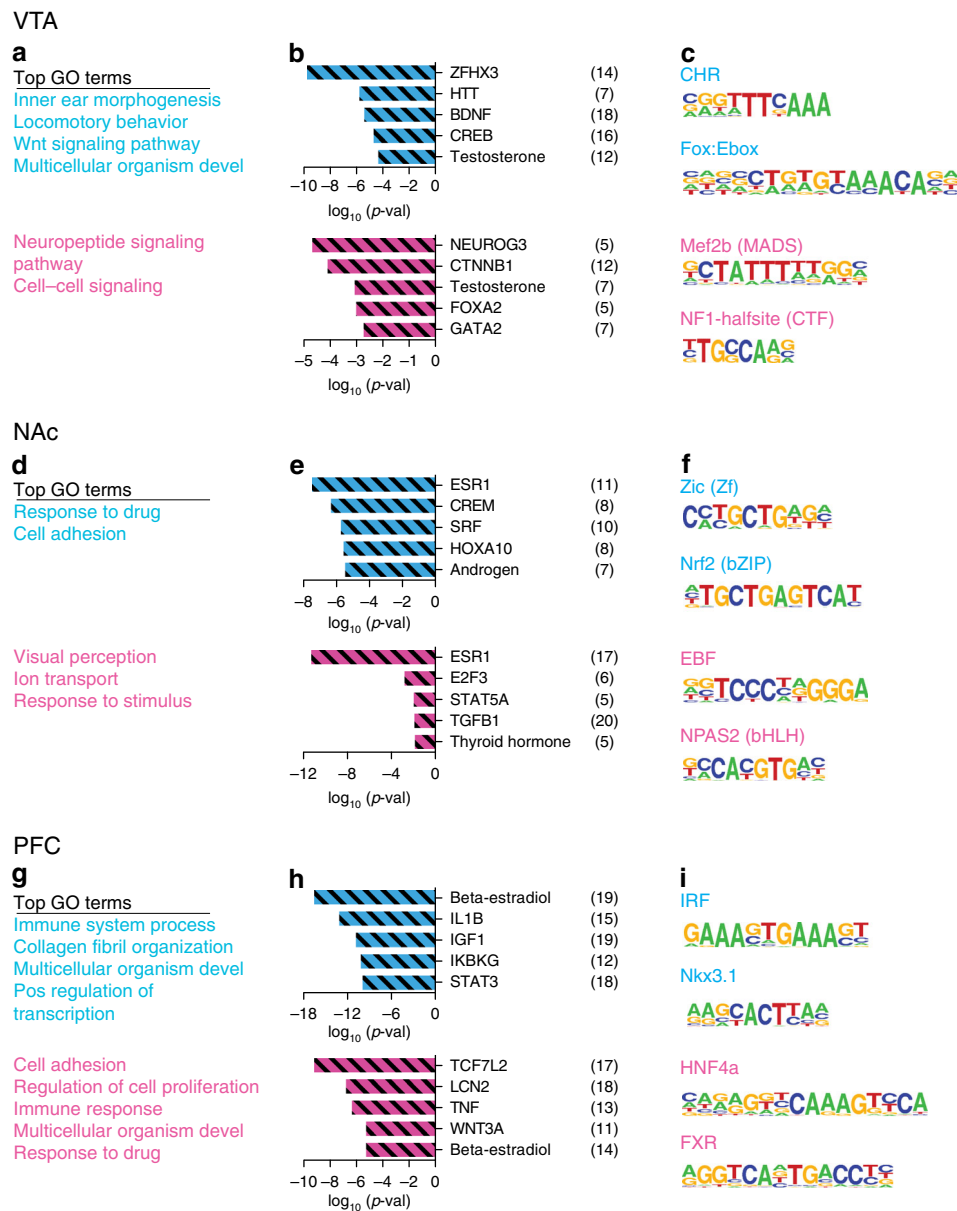 VTA
a
Top GO terms
Inner ear morphogenesis
Locomotory behavior
Wnt signaling pathway
Multicellular organism devel
Neuropeptide signaling
pathway
Cell–cell signaling
b
ZFHX3 (14)
HTT (7)
BDNF (18)
CREB (16)
Testosterone (12)
−10 −8 −6 −4 −2 0
log10 (p-val)
NEUROG3 (5)
CTNNB1 (12)
Testosterone (7)
FOXA2 (5)
GATA2 (7)
−5 −4 −3 −2 −1 0
log10 (p-val)
c
CHR
Fox:Ebox
Mef2b (MADS)
NF1-halfsite (CTF)
NAc
d
Top GO terms
Response to drug
Cell adhesion
Visual perception
Ion transport
Response to stimulus
e
ESR1 (11)
CREM (8)
SRF (10)
HOXA10 (8)
Androgen (7)
−8 −6 −4 −2 0
log10 (p-val)
ESR1 (17)
E2F3 (6)
STAT5A (5)
TGFB1 (20)
Thyroid hormone (5)
−12 −8 −4 0
log10 (p-val)
f
Zic (Zf)
Nrf2 (bZIP)
EBF
NPAS2 (bHLH)
PFC
g
Top GO terms
Immune system process
Collagen fibril organization
Multicellular organism devel
Pos regulation of
transcription
Cell adhesion
Regulation of cell proliferation
Immune response
Multicellular organism devel
Response to drug
h
Beta-estradiol (19)
IL1B (15)
IGF1 (19)
IKBKG (12)
STAT3 (18)
−18 −12 −6 0
log10 (p-val)
TCF7L2 (17)
LCN2 (18)
TNF (13)
WNT3A (11)
Beta-estradiol (14)
−10 −8 −6 −4 −2 0
log10 (p-val)
i
IRF
Nkx3.1
HNF4a
FXR